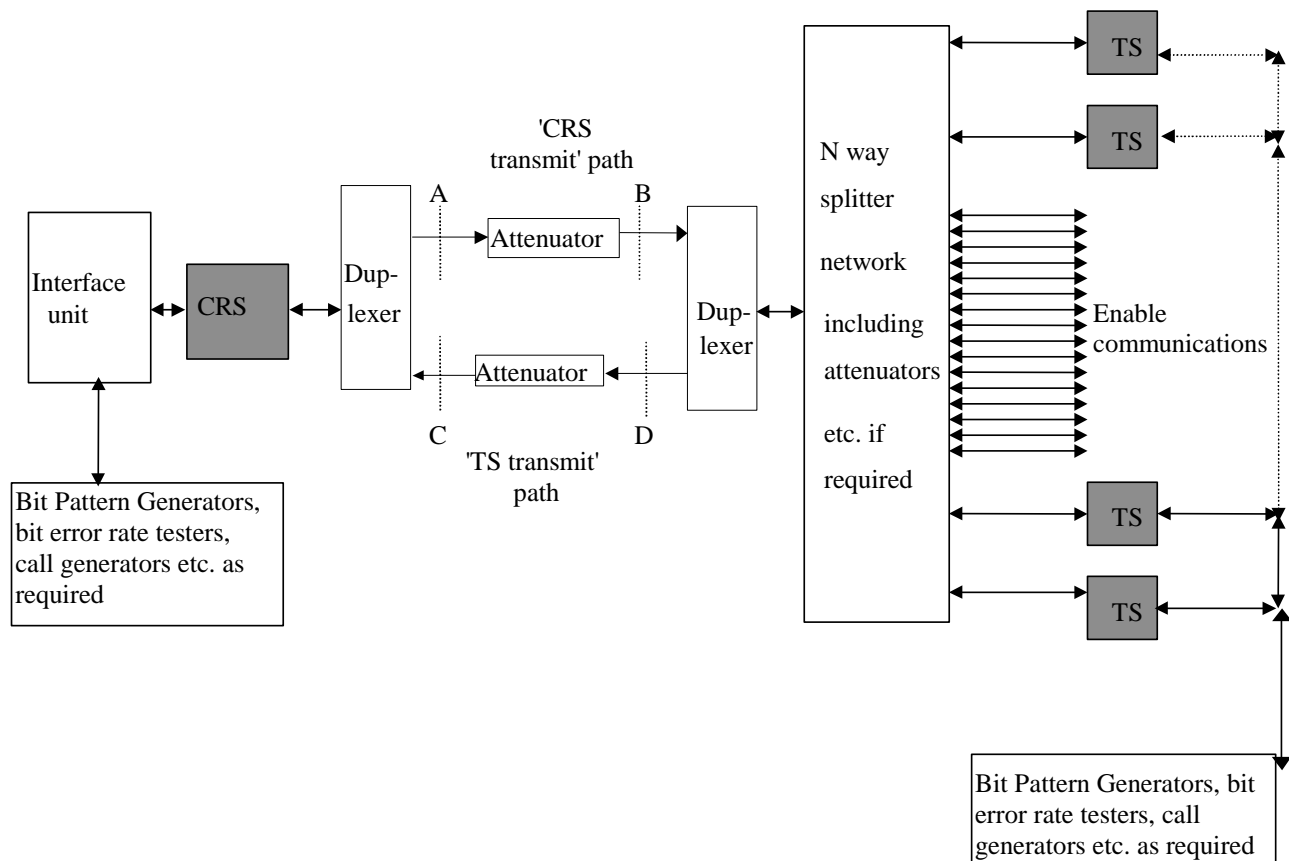 TS
TS
'CRS
transmit' path
N way
splitter
network
including
attenuators
etc. if
required
A
B
Attenuator
Interface
unit
CRS
Dup-
lexer
Dup-
lexer
Enable
communications
Attenuator
C
D
'TS transmit'
path
Bit Pattern Generators,
bit error rate testers,
call generators etc. as
required
TS
TS
Bit Pattern Generators, bit
error rate testers, call
generators etc. as required